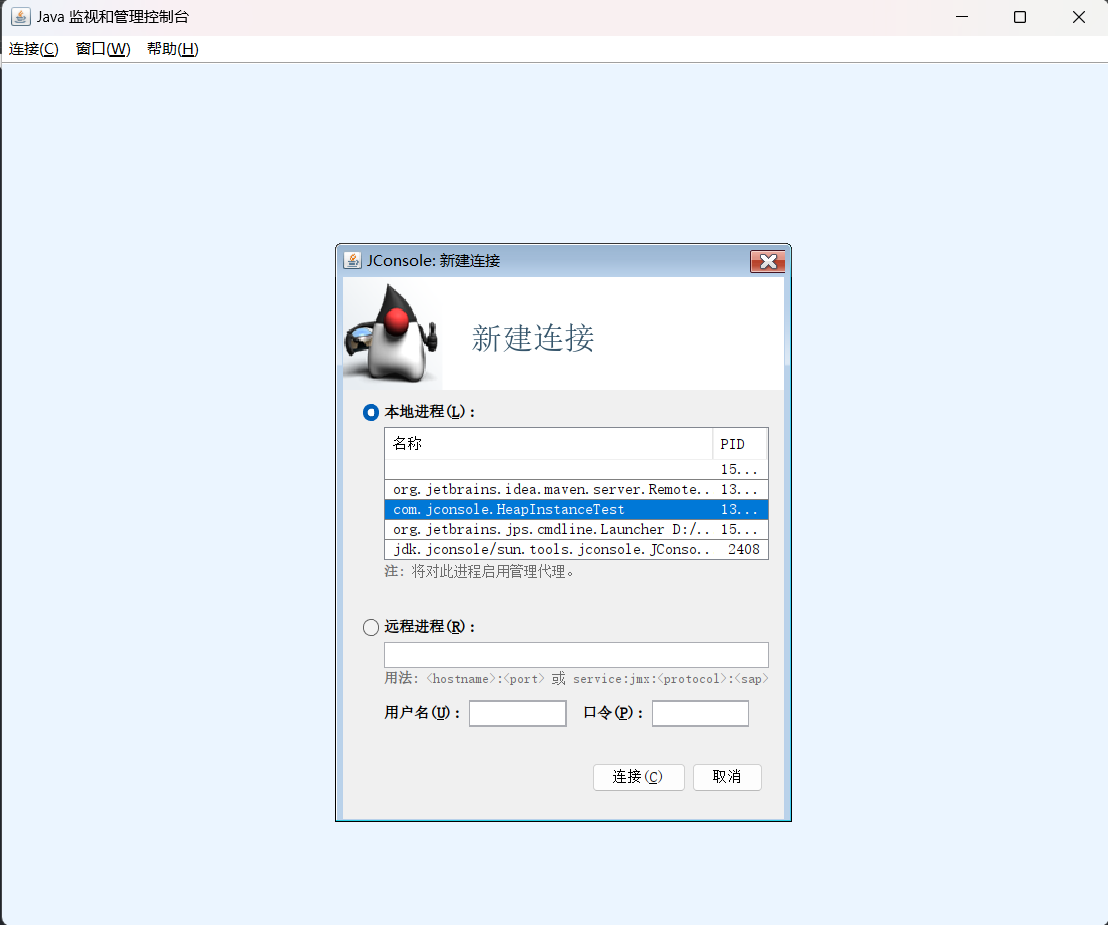 Java 监视和管理控制台
连接(C) 窗口(W) 帮助(H)
JConsole: 新建连接
新建连接
本地进程(L):
名称 PID
15...
org.jetbrains.idea.maven.server.Remote.. 13...
com.jconsole.HeapInstanceTest 13...
org.jetbrains.jps.cmdline.Launcher D:/.. 15...
jdk.jconsole/sun.tools.jconsole.JConso.. 2408
注: 将对此进程启用管理代理。
远程进程(R):
用法: <hostname>:<port> 或 service:jmx:<protocol>:<sap>
用户名(U): 口令(P):
连接(C) 取消